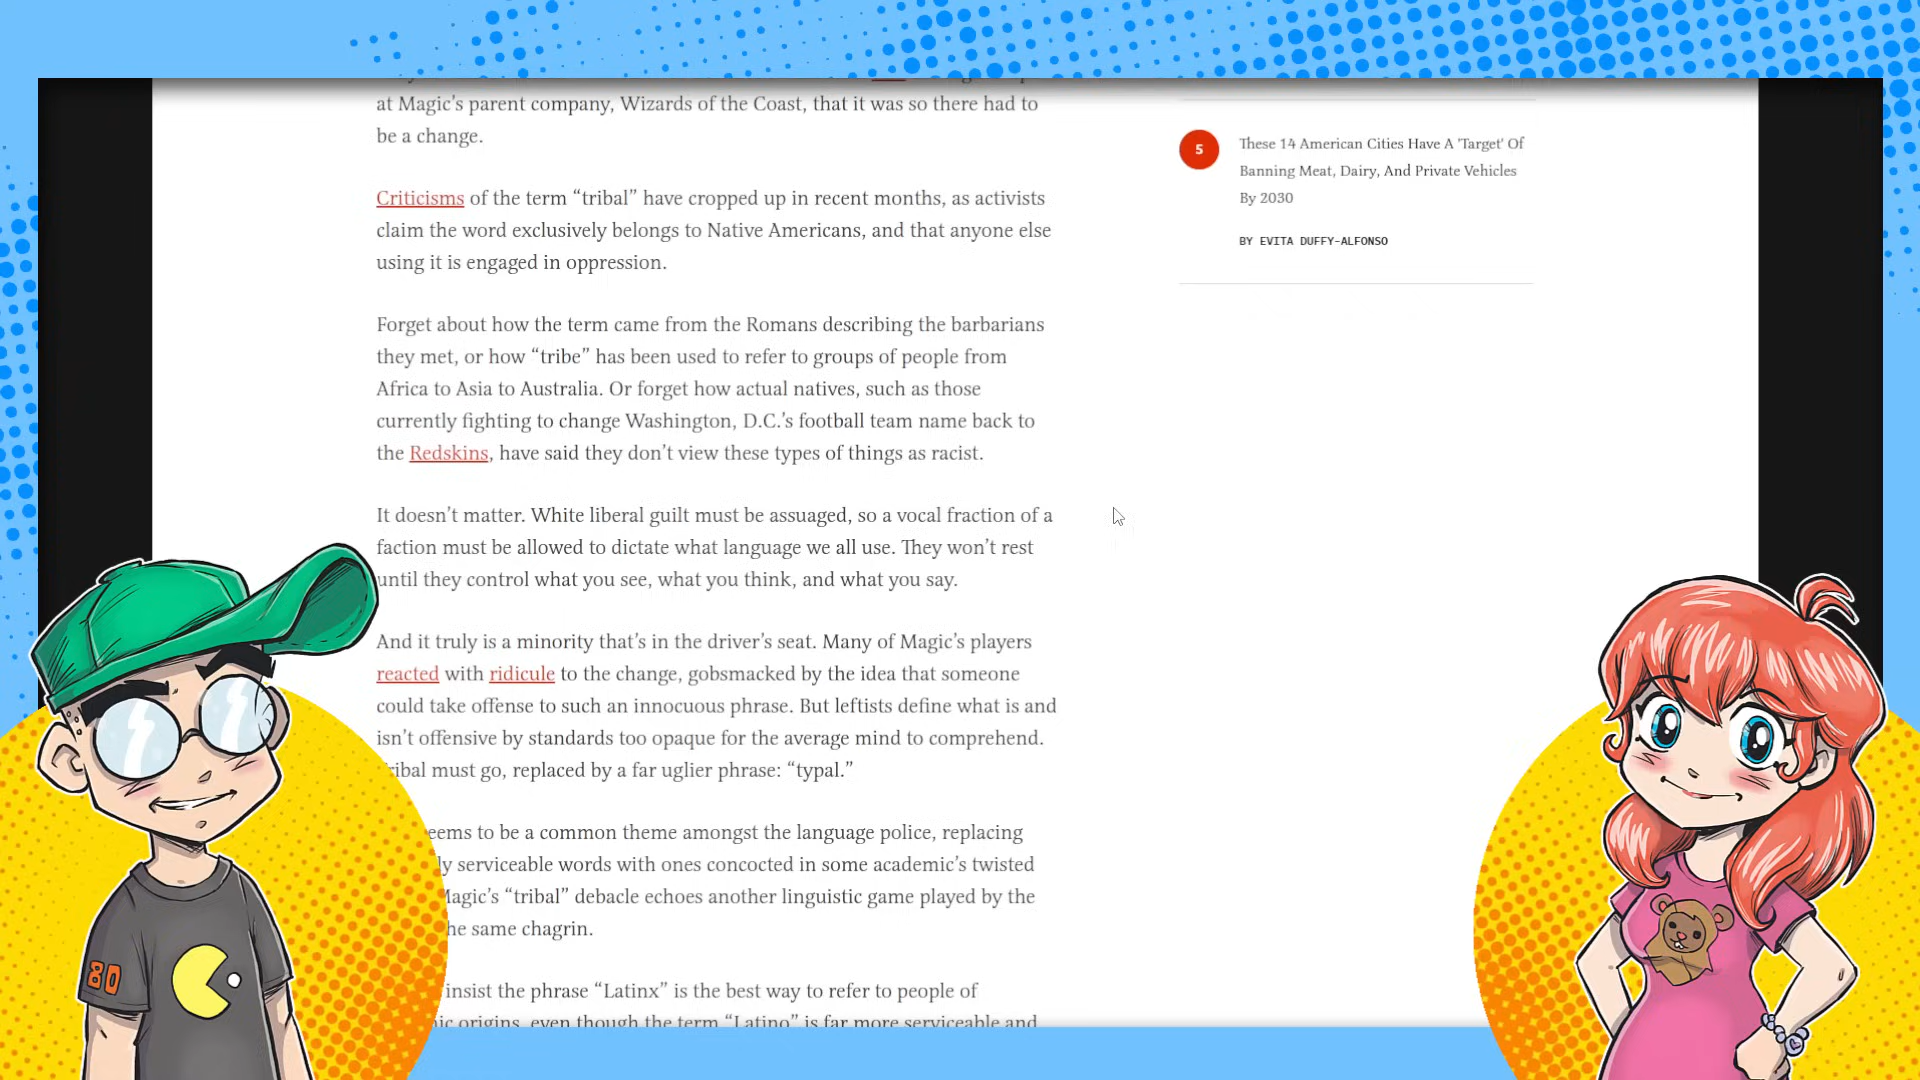 at Magic's parent company, Wizards of the Coast, that it was so there had to
be a change.
Criticisms of the term “tribal” have cropped up in recent months, as activists
claim the word exclusively belongs to Native Americans, and that anyone else
using it is engaged in oppression.
Forget about how the term came from the Romans describing the barbarians
they met, or how “tribe” has been used to refer to groups of people from
Africa to Asia to Australia. Or forget how actual natives, such as those
currently fighting to change Washington, D.C.’s football team name back to
the Redskins, have said they don’t view these types of things as racist.
It doesn’t matter. White liberal guilt must be assuaged, so a vocal fraction of a
faction must be allowed to dictate what language we all use. They won’t rest
until they control what you see, what you think, and what you say.
And it truly is a minority that’s in the driver’s seat. Many of Magic’s players
reacted with ridicule to the change, gobsmacked by the idea that someone
could take offense to such an innocuous phrase. But leftists define what is and
isn’t offensive by standards too opaque for the average mind to comprehend.
must go, replaced by a far uglier phrase: “typal.”
to be a common theme amongst the language police, replacing
serviceable words with ones concocted in some academic’s twisted
Magic’s “tribal” debacle echoes another linguistic game played by the
same chagrin.
insist the phrase “Latinx” is the best way to refer to people of
origins, even though the term “Latino” is far more serviceable and
5
These 14 American Cities Have A 'Target' Of
Banning Meat, Dairy, And Private Vehicles
By 2030
BY EVITA DUFFY-ALFONSO
80